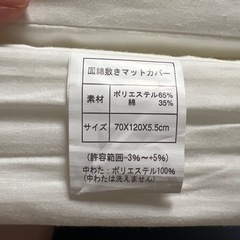 固綿敷きマットカバー
素材 ポリエステル65%
綿 35%
サイズ 70X120X5.5cm
(許容範囲-3%～+5%)
中わた:ポリエステル100%
(中わたは洗えません)